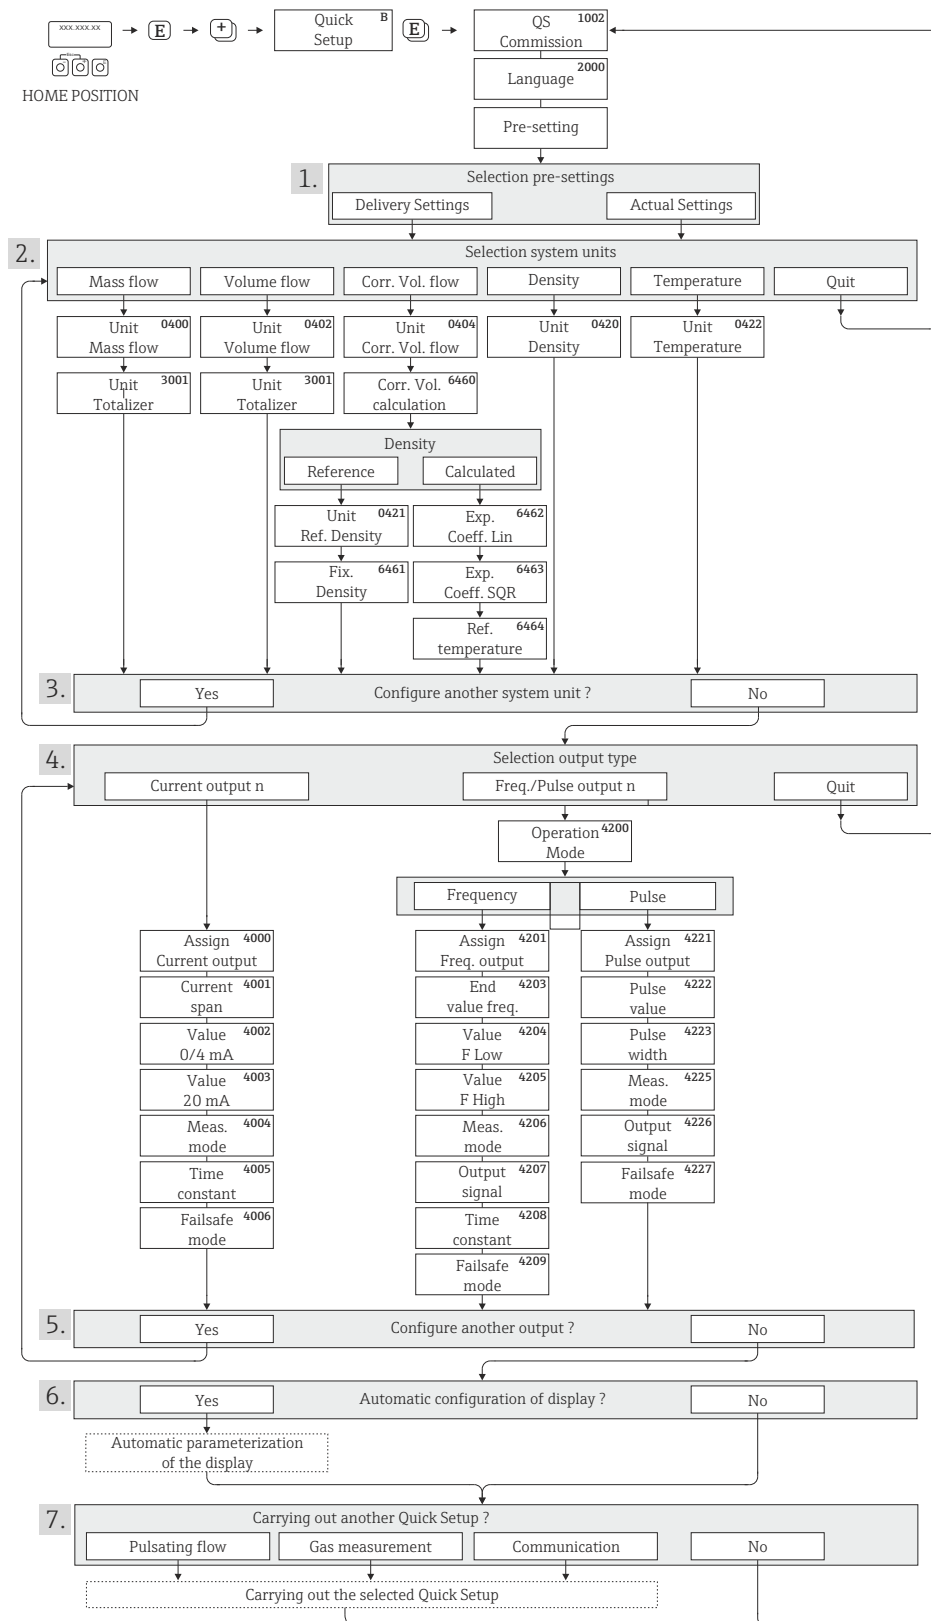 xxx.xxx.xx
Esc
E
+
Quick
Setup
B
E
QS
Commission
1002
HOME POSITION
Language
2000
Pre-setting
1.
Selection pre-settings
Delivery Settings
Actual Settings
2.
Selection system units
Mass flow
Volume flow
Corr. Vol. flow
Density
Temperature
Quit
Unit
Mass flow
0400
Unit
Volume flow
0402
Unit
Corr. Vol. flow
0404
Unit
Density
0420
Unit
Temperature
0422
Unit
Totalizer
3001
Unit
Totalizer
3001
Corr. Vol.
calculation
6460
Density
Reference
Calculated
Unit
Ref. Density
0421
Exp.
Coeff. Lin
6462
Fix.
Density
6461
Exp.
Coeff. SQR
6463
Ref.
temperature
6464
3.
Yes
Configure another system unit ?
No
4.
Selection output type
Current output n
Freq./Pulse output n
Quit
Operation
Mode
4200
Frequency
Pulse
Assign
Current output
4000
Current
span
4001
Value
0/4 mA
4002
Value
20 mA
4003
Meas.
mode
4004
Time
constant
4005
Failsafe
mode
4006
Assign
Freq. output
4201
End
value freq.
4203
Value
F Low
4204
Value
F High
4205
Meas.
mode
4206
Output
signal
4207
Time
constant
4208
Failsafe
mode
4209
Assign
Pulse output
4221
Pulse
value
4222
Pulse
width
4223
Meas.
mode
4225
Output
signal
4226
Failsafe
mode
4227
5.
Yes
Configure another output ?
No
6.
Yes
Automatic configuration of display ?
No
Automatic parameterization
of the display
7.
Carrying out another Quick Setup ?
Pulsating flow
Gas measurement
Communication
No
Carrying out the selected Quick Setup